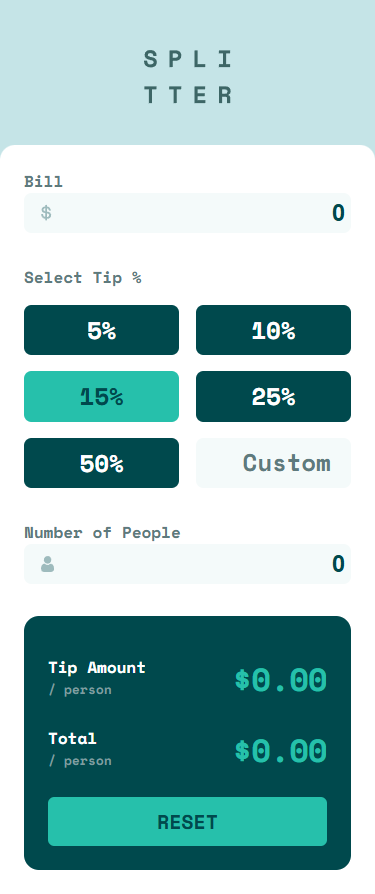 SPLI
TTER
Bill
$ 0
Select Tip %
5% 10%
15% 25%
50% Custom
Number of People
0
Tip Amount
/ person
$0.00
Total
/ person
$0.00
RESET